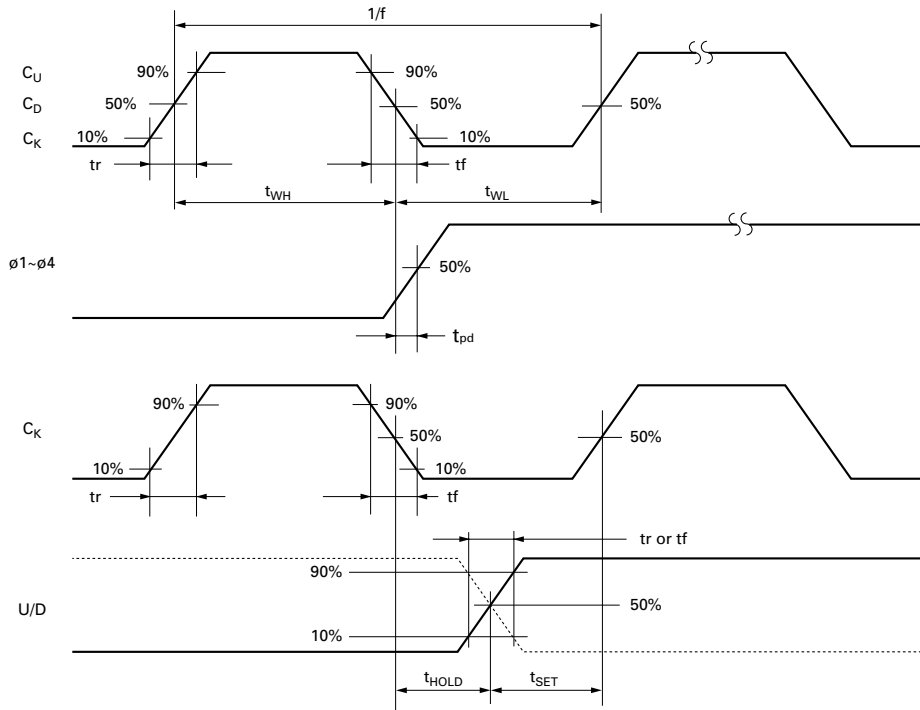 1/f
C_U
90%
90%
C_D
50%
50%
50%
C_K
10%
10%
tr
tf
t_WH
t_WL
ø1~ø4
50%
t_pd
90%
90%
C_K
50%
50%
10%
10%
tr
tf
tr or tf
90%
U/D
50%
10%
t_HOLD
t_SET